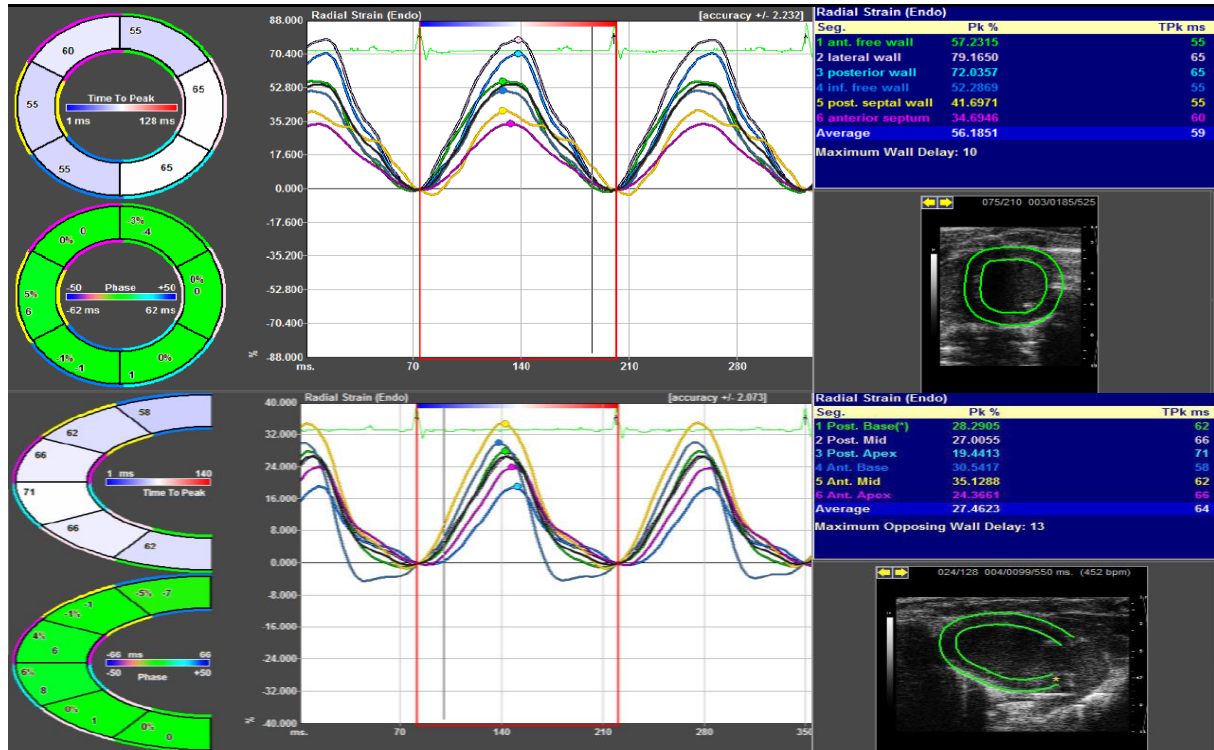 55
60
65
55
Time To Peak
1 ms 128 ms
55
65
-3%
0
-4
0%
0%
0
-50 Phase +50
5%
6
-62 ms 62 ms
-1%
0%
-1
1
Radial Strain (Endo) [accuracy +/- 2.232]
88.000
70.400
52.800
35.200
17.600
0.000
-17.600
-35.200
-52.800
-70.400
% -88.000
ms. 70 140 210 280
Radial Strain (Endo)
Seg. Pk % TPk ms
1 ant. free wall 57.2315 55
2 lateral wall 79.1650 65
3 posterior wall 72.0357 65
4 inf. free wall 52.2869 55
5 post. septal wall 41.6971 55
6 anterior septum 34.6946 60
Average 56.1851 59
Maximum Wall Delay: 10
075/210 003/0185/525
58
62
66
1 ms 140
71
Time To Peak
66
62
-5% -7
-1
-1%
4%
6
-66 ms 66
-50 Phase +50
6%
8
0%
1
0%
0
Radial Strain (Endo) [accuracy +/- 2.073]
40.000
32.000
24.000
16.000
8.000
0.000
-8.000
-16.000
-24.000
-32.000
% -40.000
ms. 70 140 210 280 350
Radial Strain (Endo)
Seg. Pk % TPk ms
1 Post. Base(*) 28.2905 62
2 Post. Mid 27.0055 66
3 Post. Apex 19.4413 71
4 Ant. Base 30.5417 58
5 Ant. Mid 35.1288 62
6 Ant. Apex 24.3661 66
Average 27.4623 64
Maximum Opposing Wall Delay: 13
024/128 004/0099/550 ms. (452 bpm)